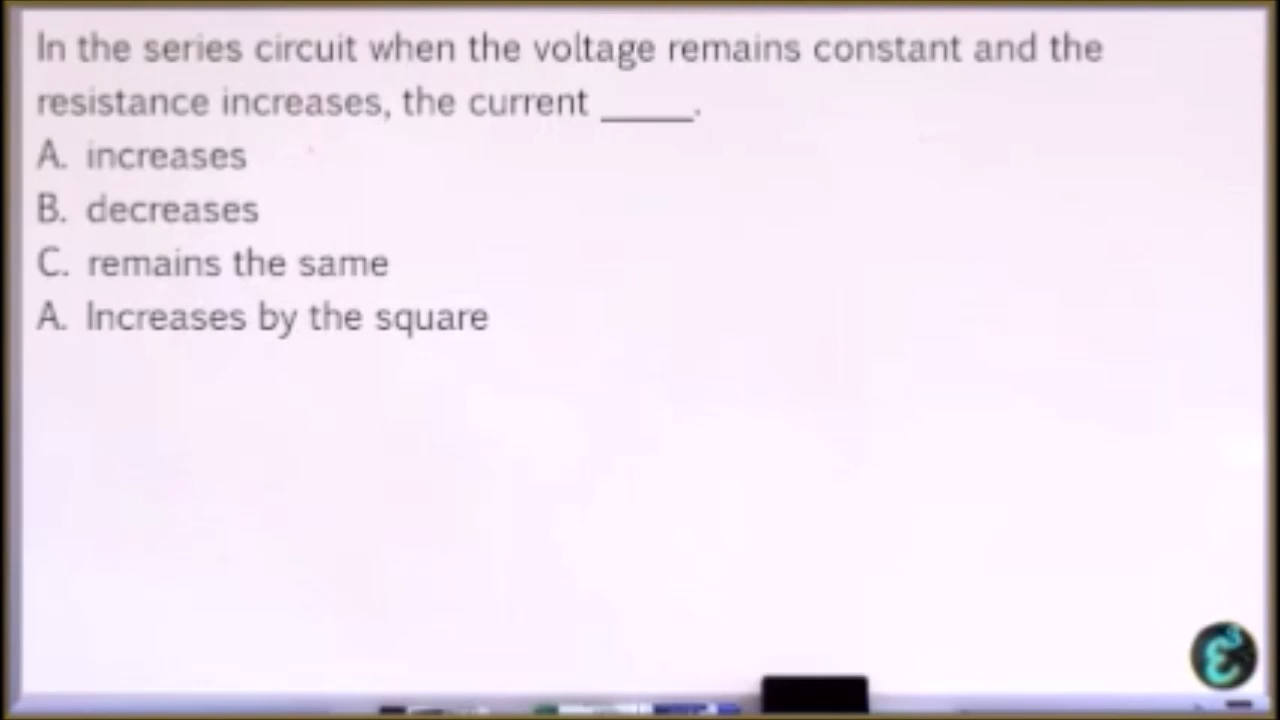 In the series circuit when the voltage remains constant and the
resistance increases, the current _____.
A. increases
B. decreases
C. remains the same
A. Increases by the square